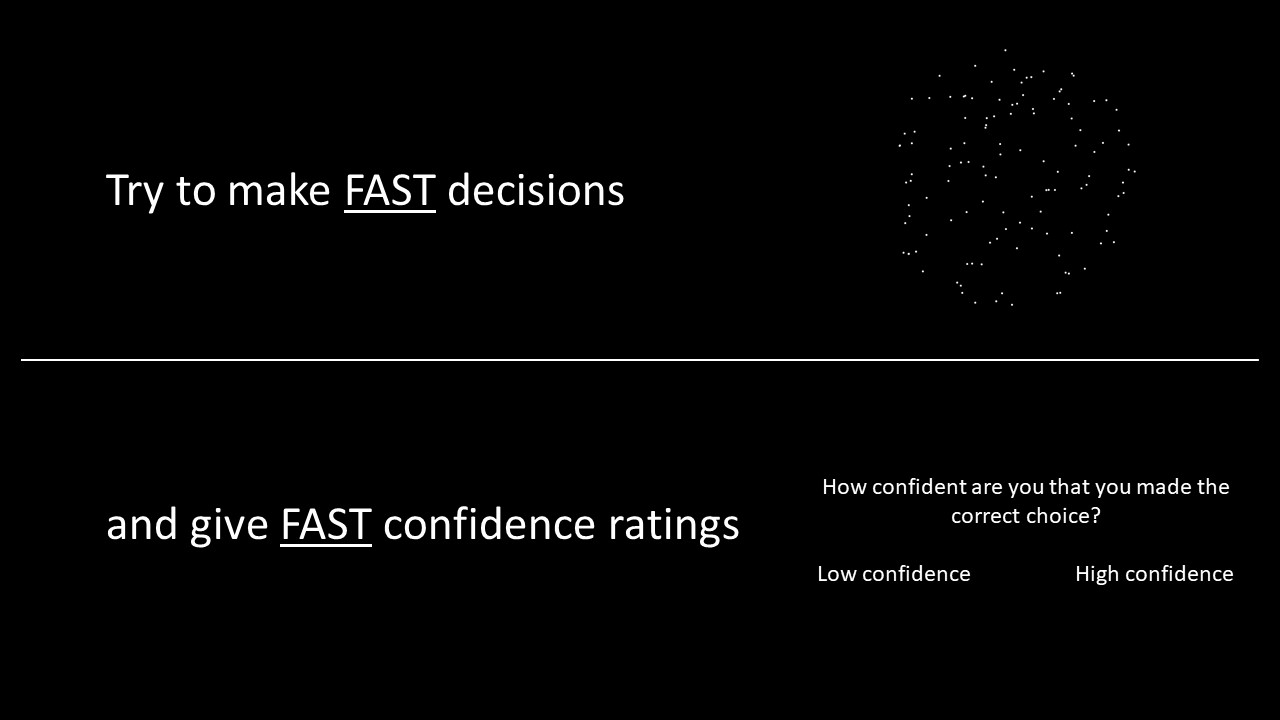 Try to make FAST decisions
and give FAST confidence ratings
How confident are you that you made the
correct choice?
Low confidence
High confidence